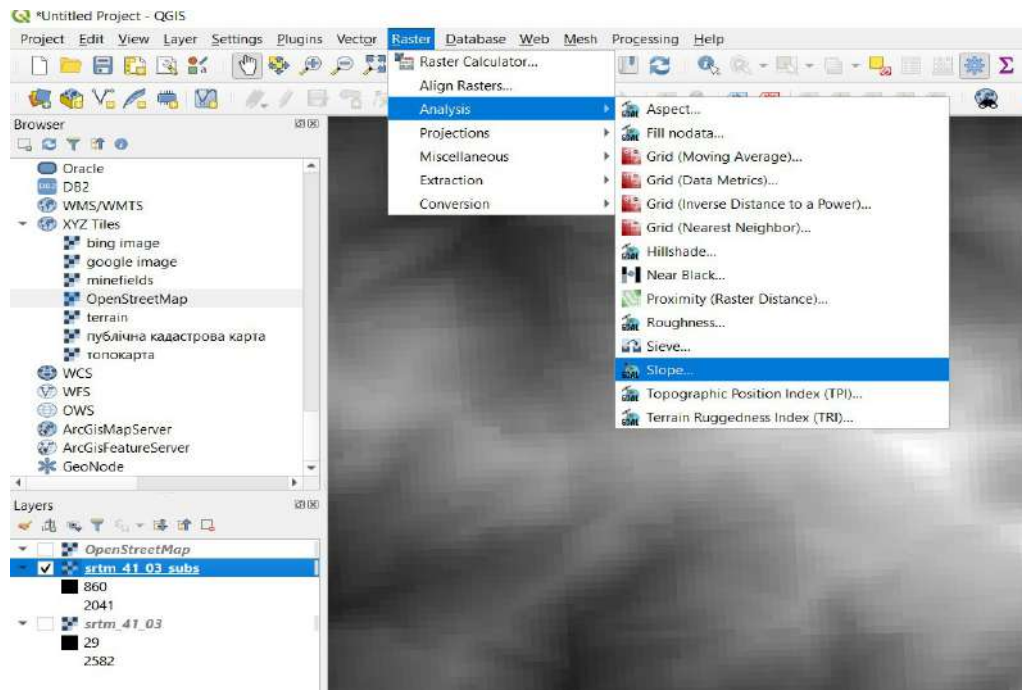 *Untitled Project - QGIS
Project Edit View Layer Settings Plugins Vector Raster Database Web Mesh Processing Help
Raster Calculator...
Align Rasters...
Analysis
Projections
Miscellaneous
Extraction
Conversion
Aspect...
Fill nodata...
Grid (Moving Average)...
Grid (Data Metrics)...
Grid (Inverse Distance to a Power)...
Grid (Nearest Neighbor)...
Hillshade...
Near Black...
Proximity (Raster Distance)...
Roughness...
Sieve...
Slope...
Topographic Position Index (TPI)...
Terrain Ruggedness Index (TRI)...
Browser
Oracle
DB2
WMS/WMTS
XYZ Tiles
bing image
google image
minefields
OpenStreetMap
terrain
публічна кадастрова карта
топокарта
WCS
WFS
OWS
ArcGisMapServer
ArcGisFeatureServer
GeoNode
Layers
OpenStreetMap
srtm_41_03_subs
860
2041
srtm_41_03
29
2582